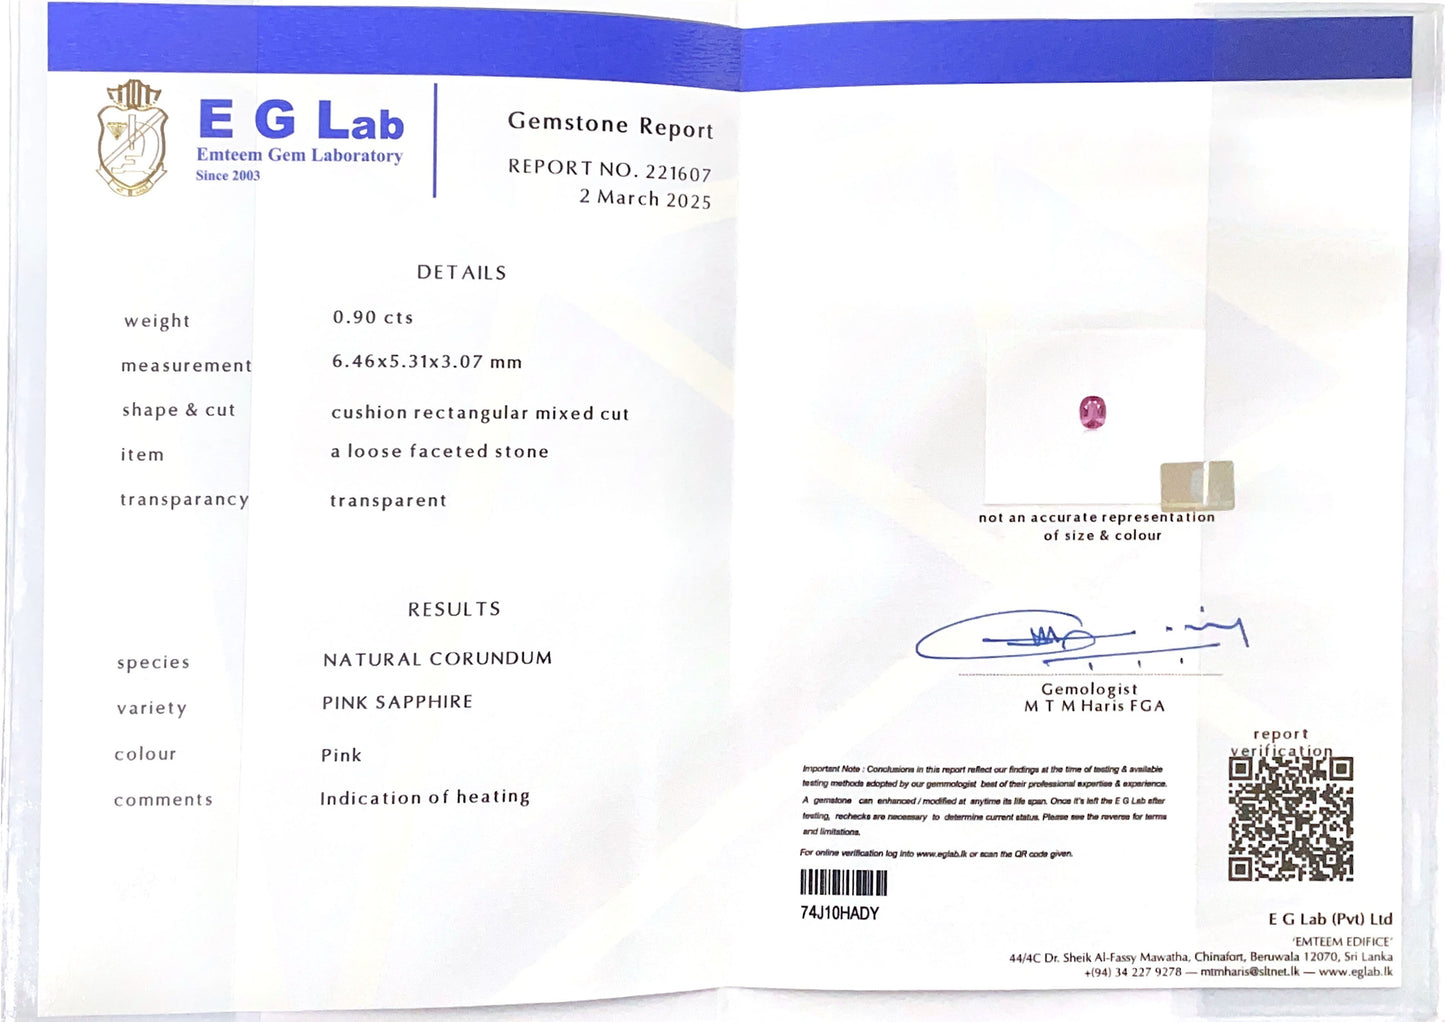 E G Lab
Emteem Gem Laboratory
Since 2003
Gemstone Report
REPORT NO. 221607
2 March 2025
DETAILS
weight 0.90 cts
measurement 6.46x5.31x3.07 mm
shape & cut cushion rectangular mixed cut
item a loose faceted stone
transparancy transparent
RESULTS
species NATURAL CORUNDUM
variety PINK SAPPHIRE
colour Pink
comments Indication of heating
not an accurate representation
of size & colour
Gemologist
M T M Haris FGA
report
verification
Important Note : Conclusions in this report reflect our findings at the time of testing & available
testing methods adopted by our gemmologist best of their professional expertise & experience.
A gemstone can enhanced / modified at anytime its life span. Once it's left the E G Lab after
testing, rechecks are necessary to determine current status. Please see the reverse for terms
and limitations.
For online verification log into www.eglab.lk or scan the QR code given.
74J10HADY
E G Lab (Pvt) Ltd
'EMTEEM EDIFICE'
44/4C Dr. Sheik Al-Fassy Mawatha, Chinafort, Beruwala 12070, Sri Lanka
+(94) 34 227 9278 — mtmharis@sltnet.lk — www.eglab.lk